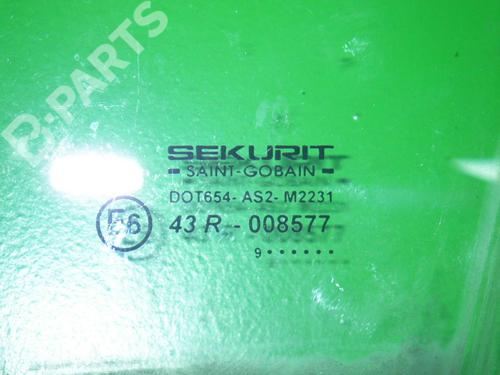 B-PARTS
SEKURIT
- SAINT-GOBAIN -
DOT654- AS2- M2231
E6 43 R - 008577
9 • • • • • •